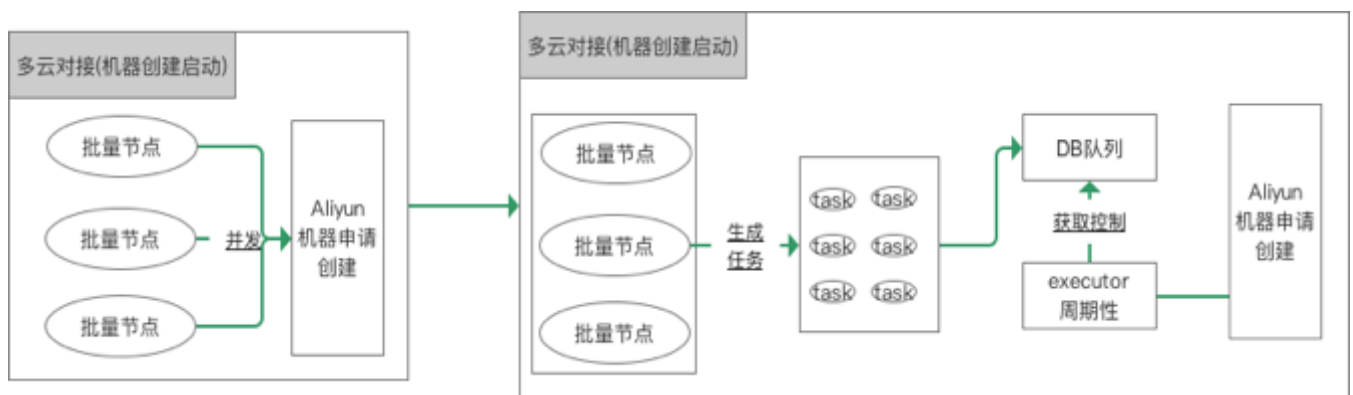 多云对接(机器创建启动)
批量节点
批量节点
批量节点
并发
Aliyun
机器申请
创建
多云对接(机器创建启动)
批量节点
批量节点
批量节点
生成
任务
task task
task task
task task
DB队列
获取控制
executor
周期性
Aliyun
机器申请
创建